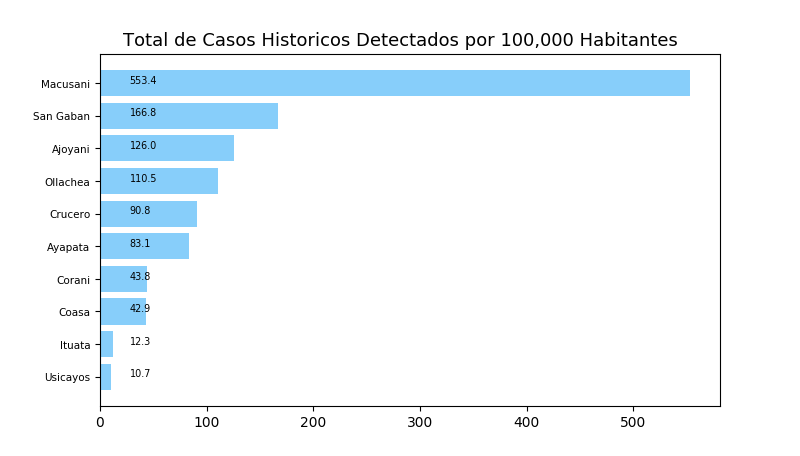 Total de Casos Historicos Detectados por 100,000 Habitantes
Macusani 553.4
San Gaban 166.8
Ajoyani 126.0
Ollachea 110.5
Crucero 90.8
Ayapata 83.1
Corani 43.8
Coasa 42.9
Ituata 12.3
Usicayos 10.7
0 100 200 300 400 500